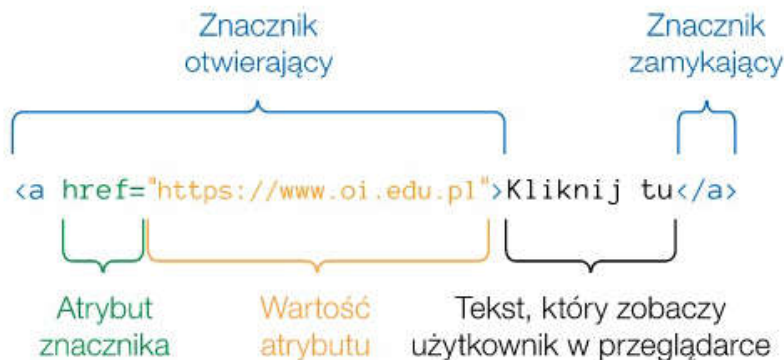 Znacznik
otwierający
Znacznik
zamykający
<a href="https://www.oi.edu.pl">Kliknij tu</a>
Atrybut
znacznika
Wartość
atrybutu
Tekst, który zobaczy
użytkownik w przeglądarce